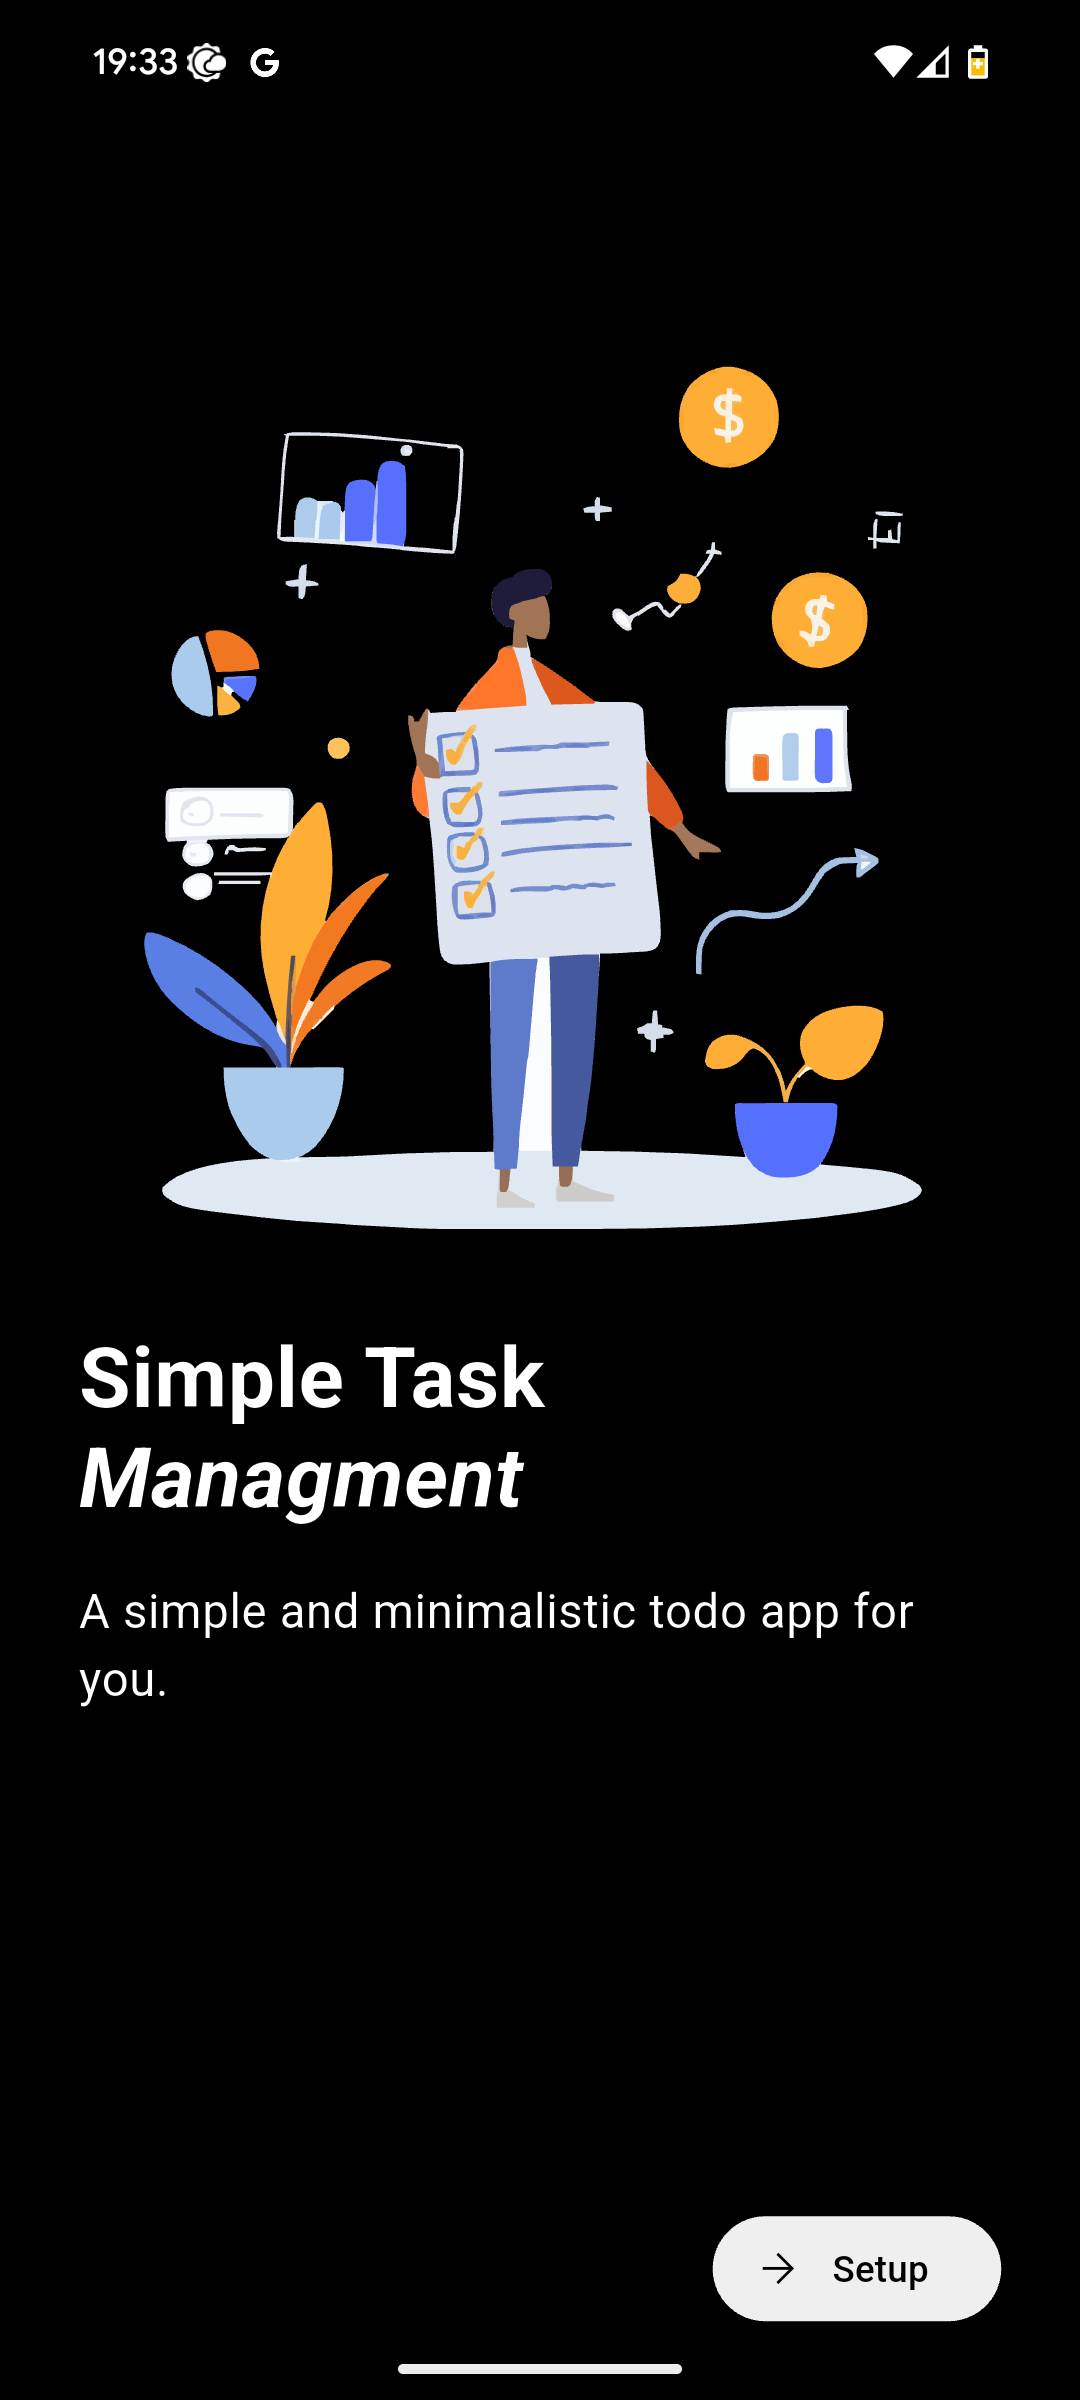 19:33 G
$
$
Simple Task
Managment
A simple and minimalistic todo app for
you.
Setup